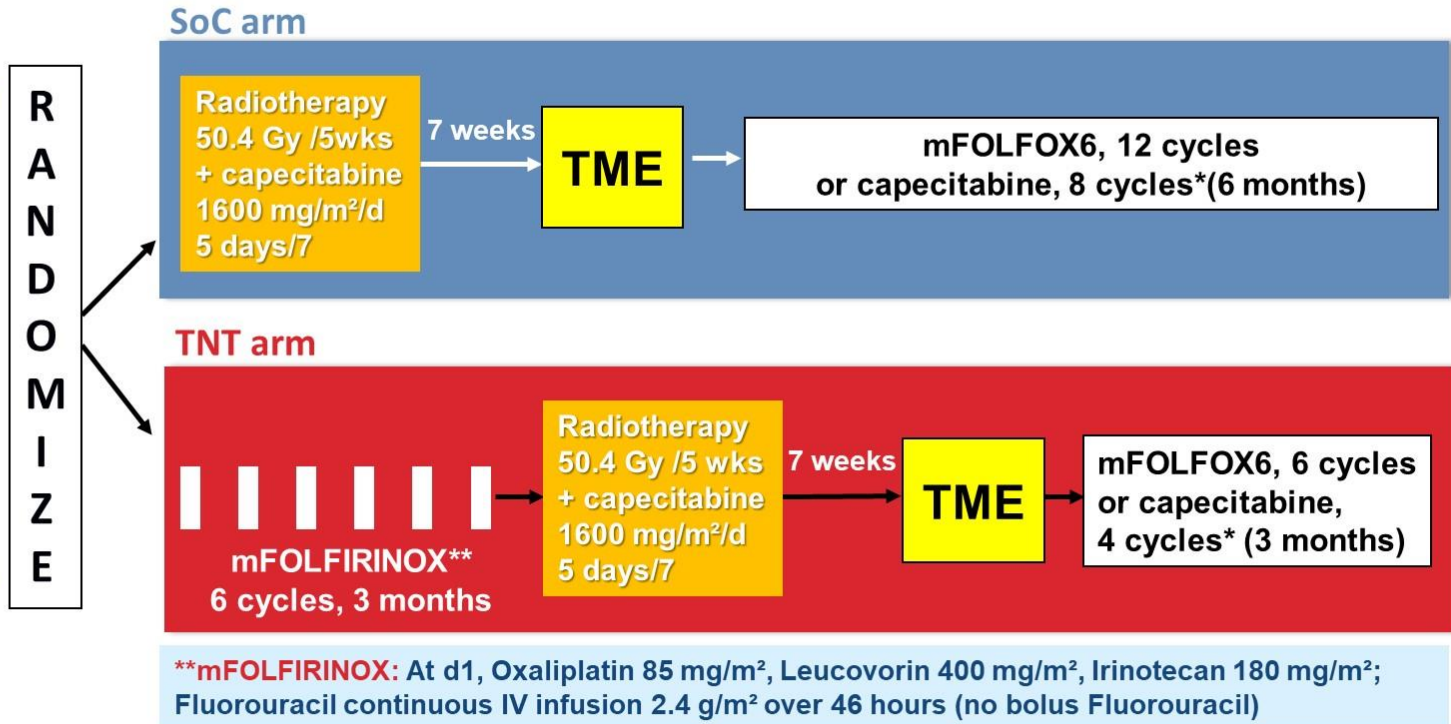 SoC arm
RANDOMIZE
Radiotherapy
50.4 Gy /5wks
+ capecitabine
1600 mg/m²/d
5 days/7
7 weeks
TME
mFOLFOX6, 12 cycles
or capecitabine, 8 cycles*(6 months)
TNT arm
mFOLFIRINOX**
6 cycles, 3 months
Radiotherapy
50.4 Gy /5 wks
+ capecitabine
1600 mg/m²/d
5 days/7
7 weeks
TME
mFOLFOX6, 6 cycles
or capecitabine,
4 cycles* (3 months)
**mFOLFIRINOX: At d1, Oxaliplatin 85 mg/m², Leucovorin 400 mg/m², Irinotecan 180 mg/m²;
Fluorouracil continuous IV infusion 2.4 g/m² over 46 hours (no bolus Fluorouracil)